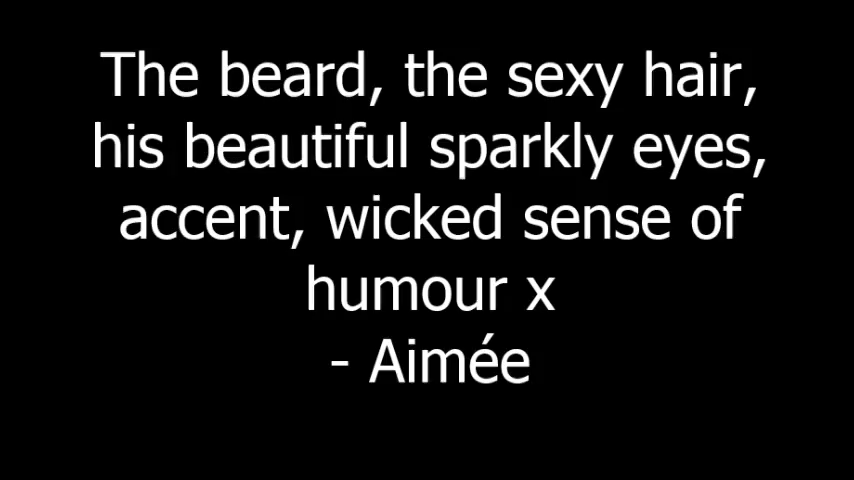 The beard, the sexy hair,
his beautiful sparkly eyes,
accent, wicked sense of
humour x
- Aimée